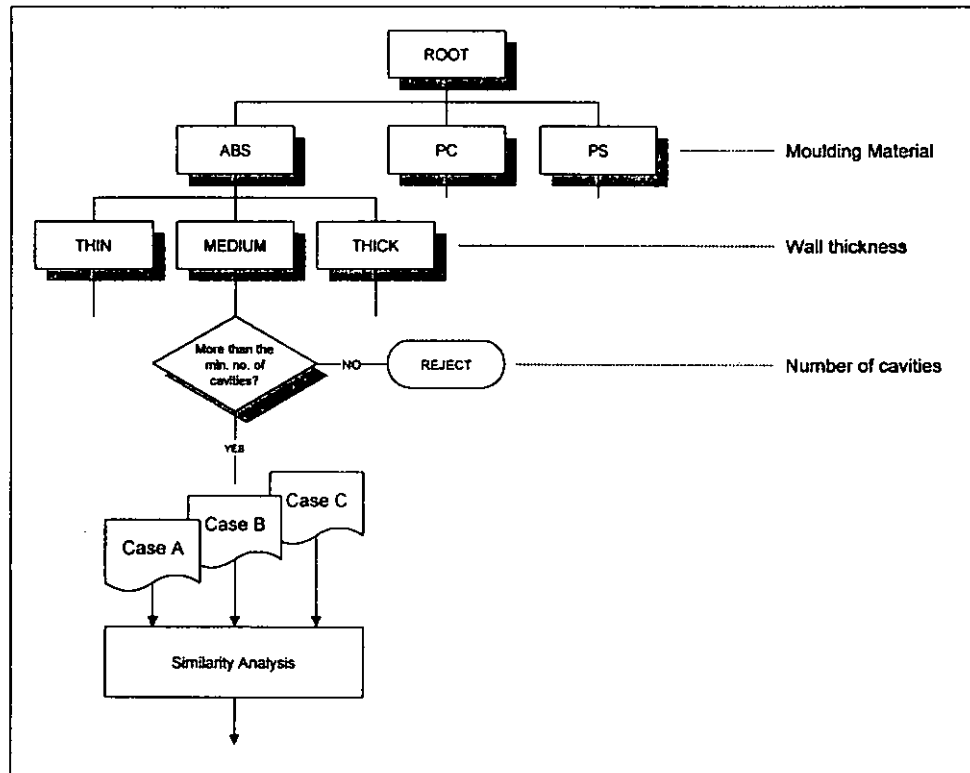 ROOT
ABS
PC
PS
Moulding Material
THIN
MEDIUM
THICK
Wall thickness
More than the
min. no. of
cavities?
NO
REJECT
Number of cavities
YES
Case A
Case B
Case C
Similarity Analysis